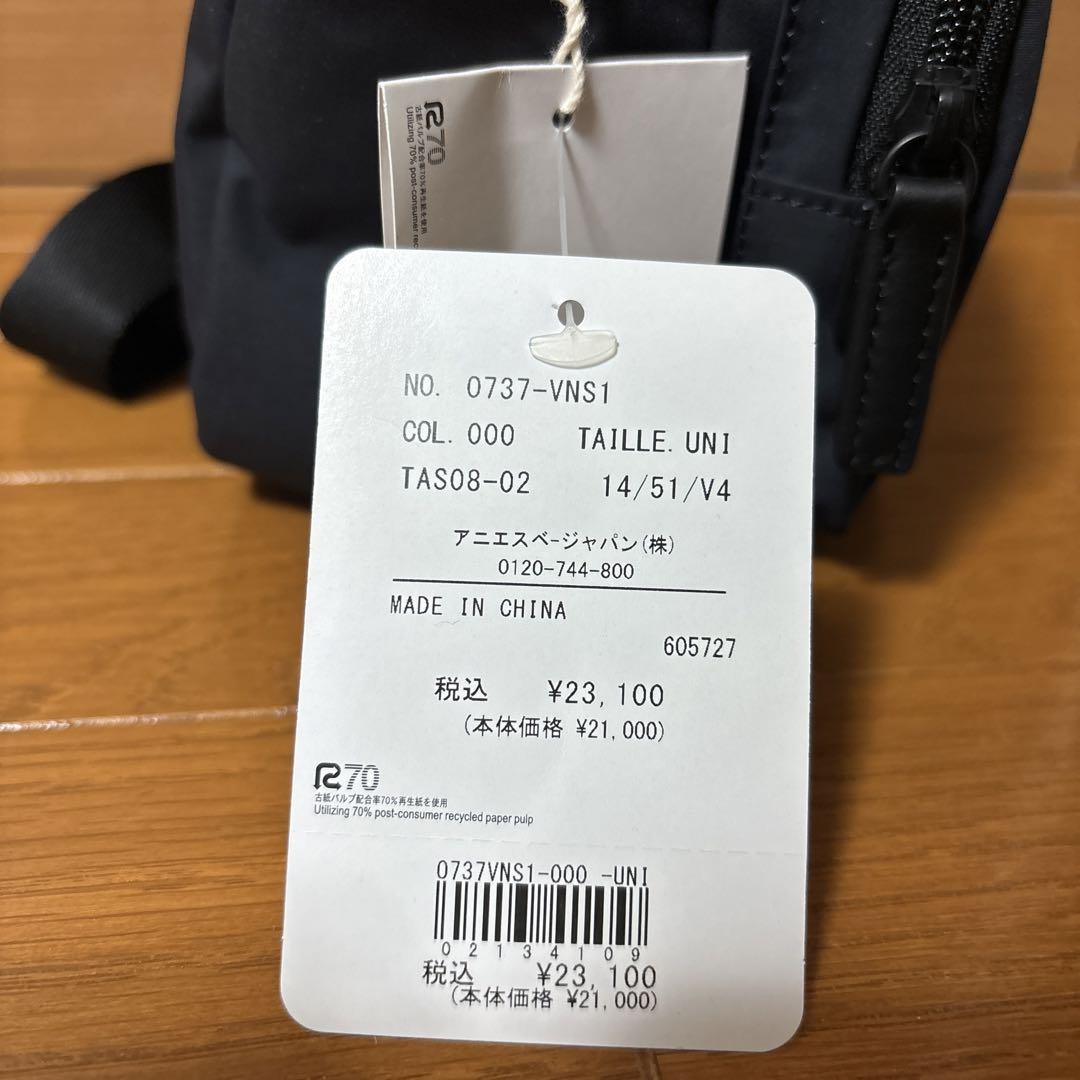 R70
古紙パルプ配合率70%再生紙を使用
Utilizing 70% post-consumer rec
NO. 0737-VNS1
COL. 000 TAILLE. UNI
TAS08-02 14/51/V4
アニエスベージャパン(株)
0120-744-800
MADE IN CHINA
605727
税込 ¥23,100
(本体価格 ¥21,000)
R70
古紙パルプ配合率70%再生紙を使用
Utilizing 70% post-consumer recycled paper pulp
0737VNS1-000 -UNI
02134109
税込 ¥23,100
(本体価格 ¥21,000)